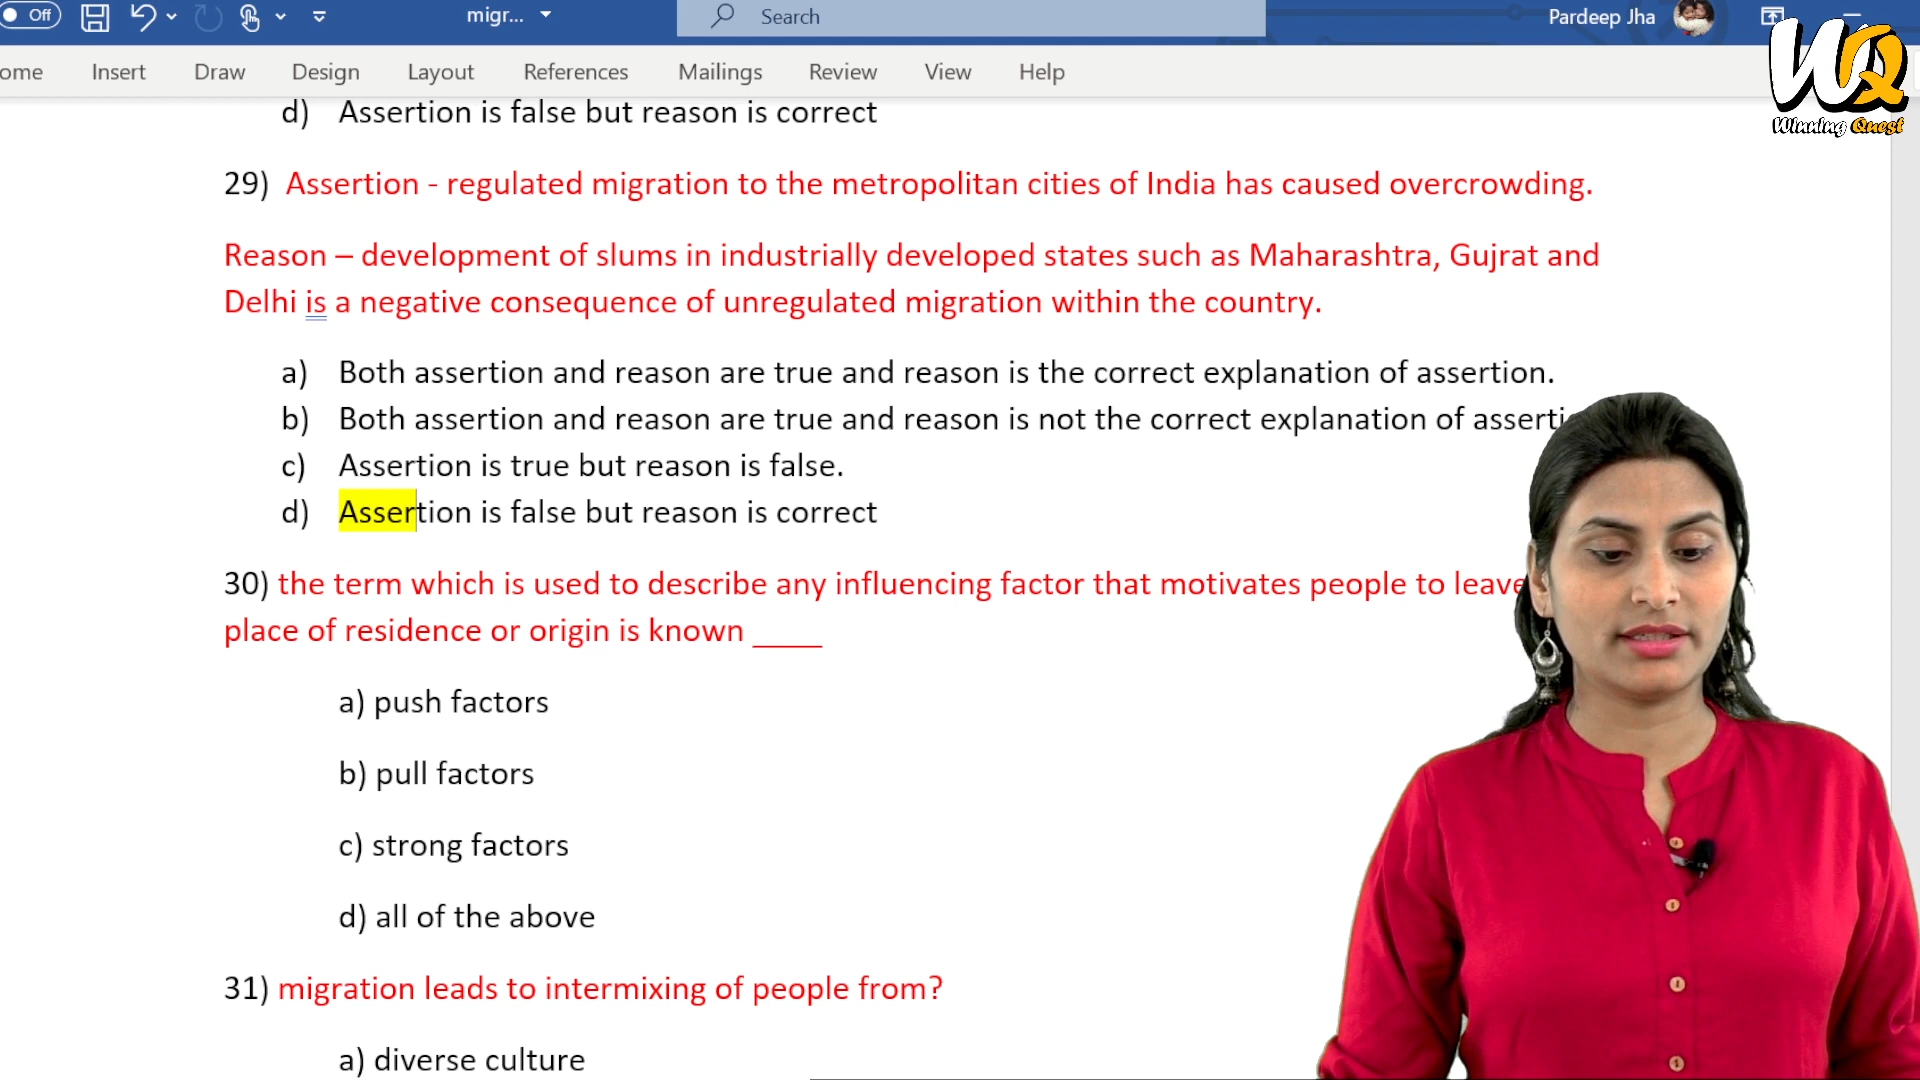 Off
migr...
Search
Pardeep Jha
ome Insert Draw Design Layout References Mailings Review View Help
WQ
Winning Quest
d) Assertion is false but reason is correct
29) Assertion - regulated migration to the metropolitan cities of India has caused overcrowding.
Reason – development of slums in industrially developed states such as Maharashtra, Gujrat and
Delhi is a negative consequence of unregulated migration within the country.
a) Both assertion and reason are true and reason is the correct explanation of assertion.
b) Both assertion and reason are true and reason is not the correct explanation of asserti
c) Assertion is true but reason is false.
d) Assertion is false but reason is correct
30) the term which is used to describe any influencing factor that motivates people to leave
place of residence or origin is known ____
a) push factors
b) pull factors
c) strong factors
d) all of the above
31) migration leads to intermixing of people from?
a) diverse culture